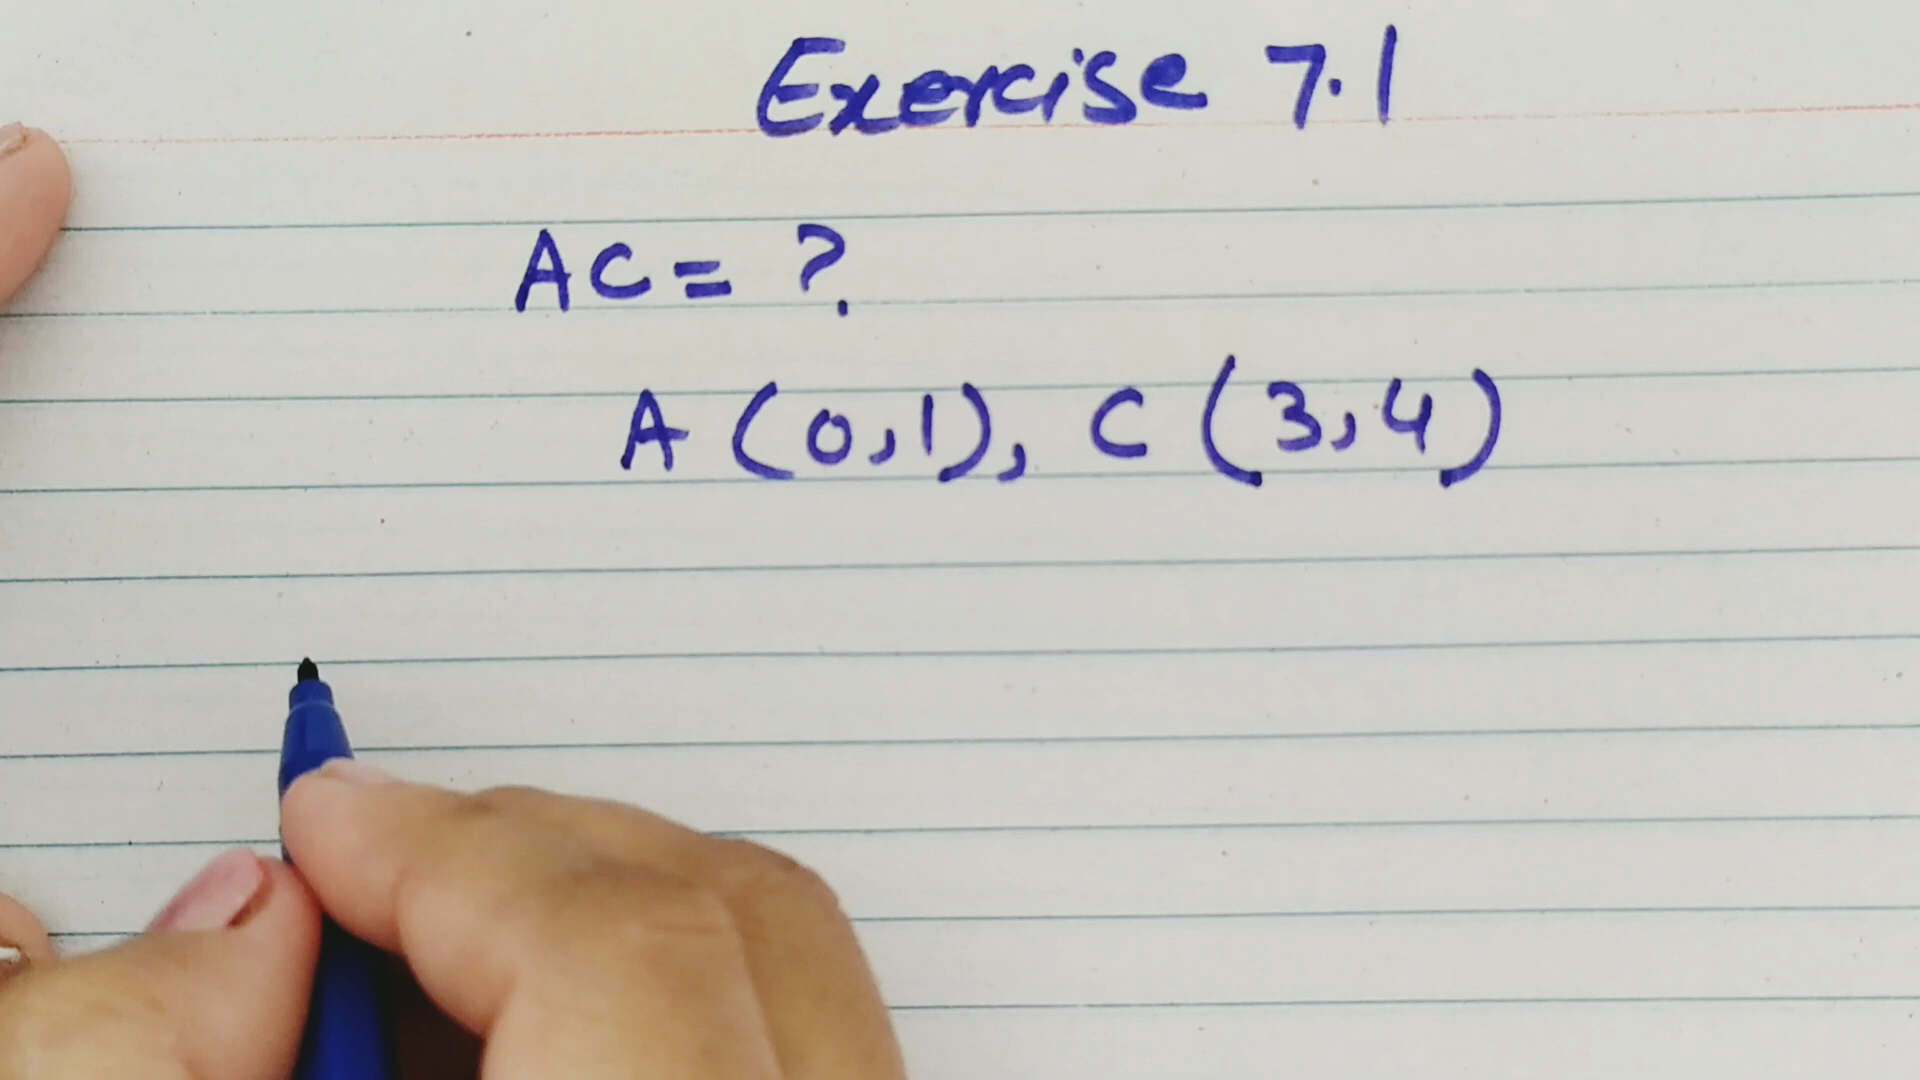 Exercise 7.1
AC = ?
A (0,1), C (3,4)